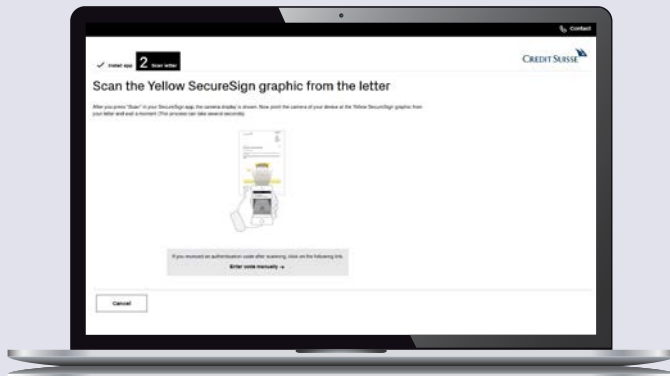 Contact
✓ Install app 2 Scan letter
CREDIT SUISSE
Scan the Yellow SecureSign graphic from the letter
After you press "Scan" in your SecureSign app, the camera display is shown. Now point the camera of your device at the Yellow SecureSign graphic from
your letter and wait a moment (This process can take several seconds).
If you received an authentication code after scanning, click on the following link.
Enter code manually →
Cancel